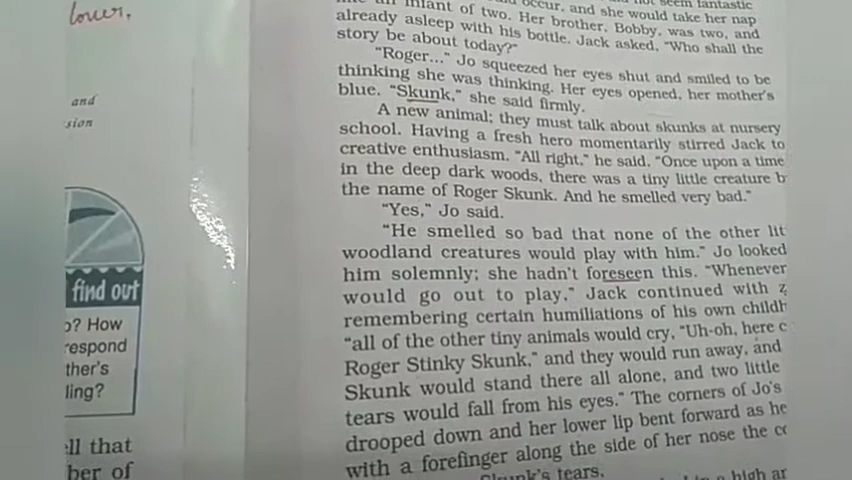 lower.
and
sion
find out
o? How
respond
ther's
ling?
ell that
ber of
occur, and she would take her nap
infant of two. Her brother, Bobby, was two, and
already asleep with his bottle. Jack asked, "Who shall the
story be about today?"
"Roger..." Jo squeezed her eyes shut and smiled to be
thinking she was thinking. Her eyes opened, her mother's
blue. "Skunk," she said firmly.
A new animal; they must talk about skunks at nursery
school. Having a fresh hero momentarily stirred Jack to
creative enthusiasm. "All right," he said. "Once upon a time
in the deep dark woods, there was a tiny little creature b
the name of Roger Skunk. And he smelled very bad."
"Yes," Jo said.
"He smelled so bad that none of the other lit
woodland creatures would play with him." Jo looked
him solemnly; she hadn't foreseen this. "Whenever
would go out to play," Jack continued with z
remembering certain humiliations of his own childh
"all of the other tiny animals would cry, "Uh-oh, here c
Roger Stinky Skunk," and they would run away, and
Skunk would stand there all alone, and two little
tears would fall from his eyes." The corners of Jo's
drooped down and her lower lip bent forward as he
with a forefinger along the side of her nose the co
Skunk's tears.
high ar